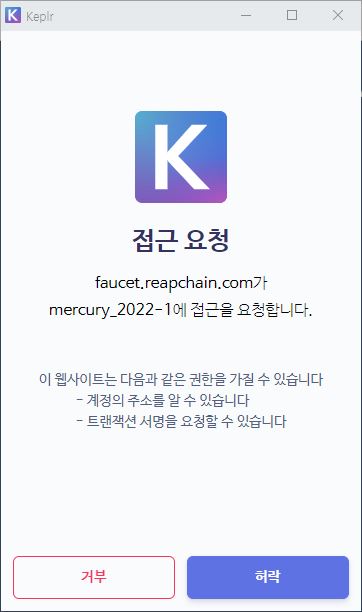 Keplr
K
접근 요청
faucet.reapchain.com가
mercury_2022-1에 접근을 요청합니다.
이 웹사이트는 다음과 같은 권한을 가질 수 있습니다
- 계정의 주소를 알 수 있습니다
- 트랜잭션 서명을 요청할 수 있습니다
거부
허락